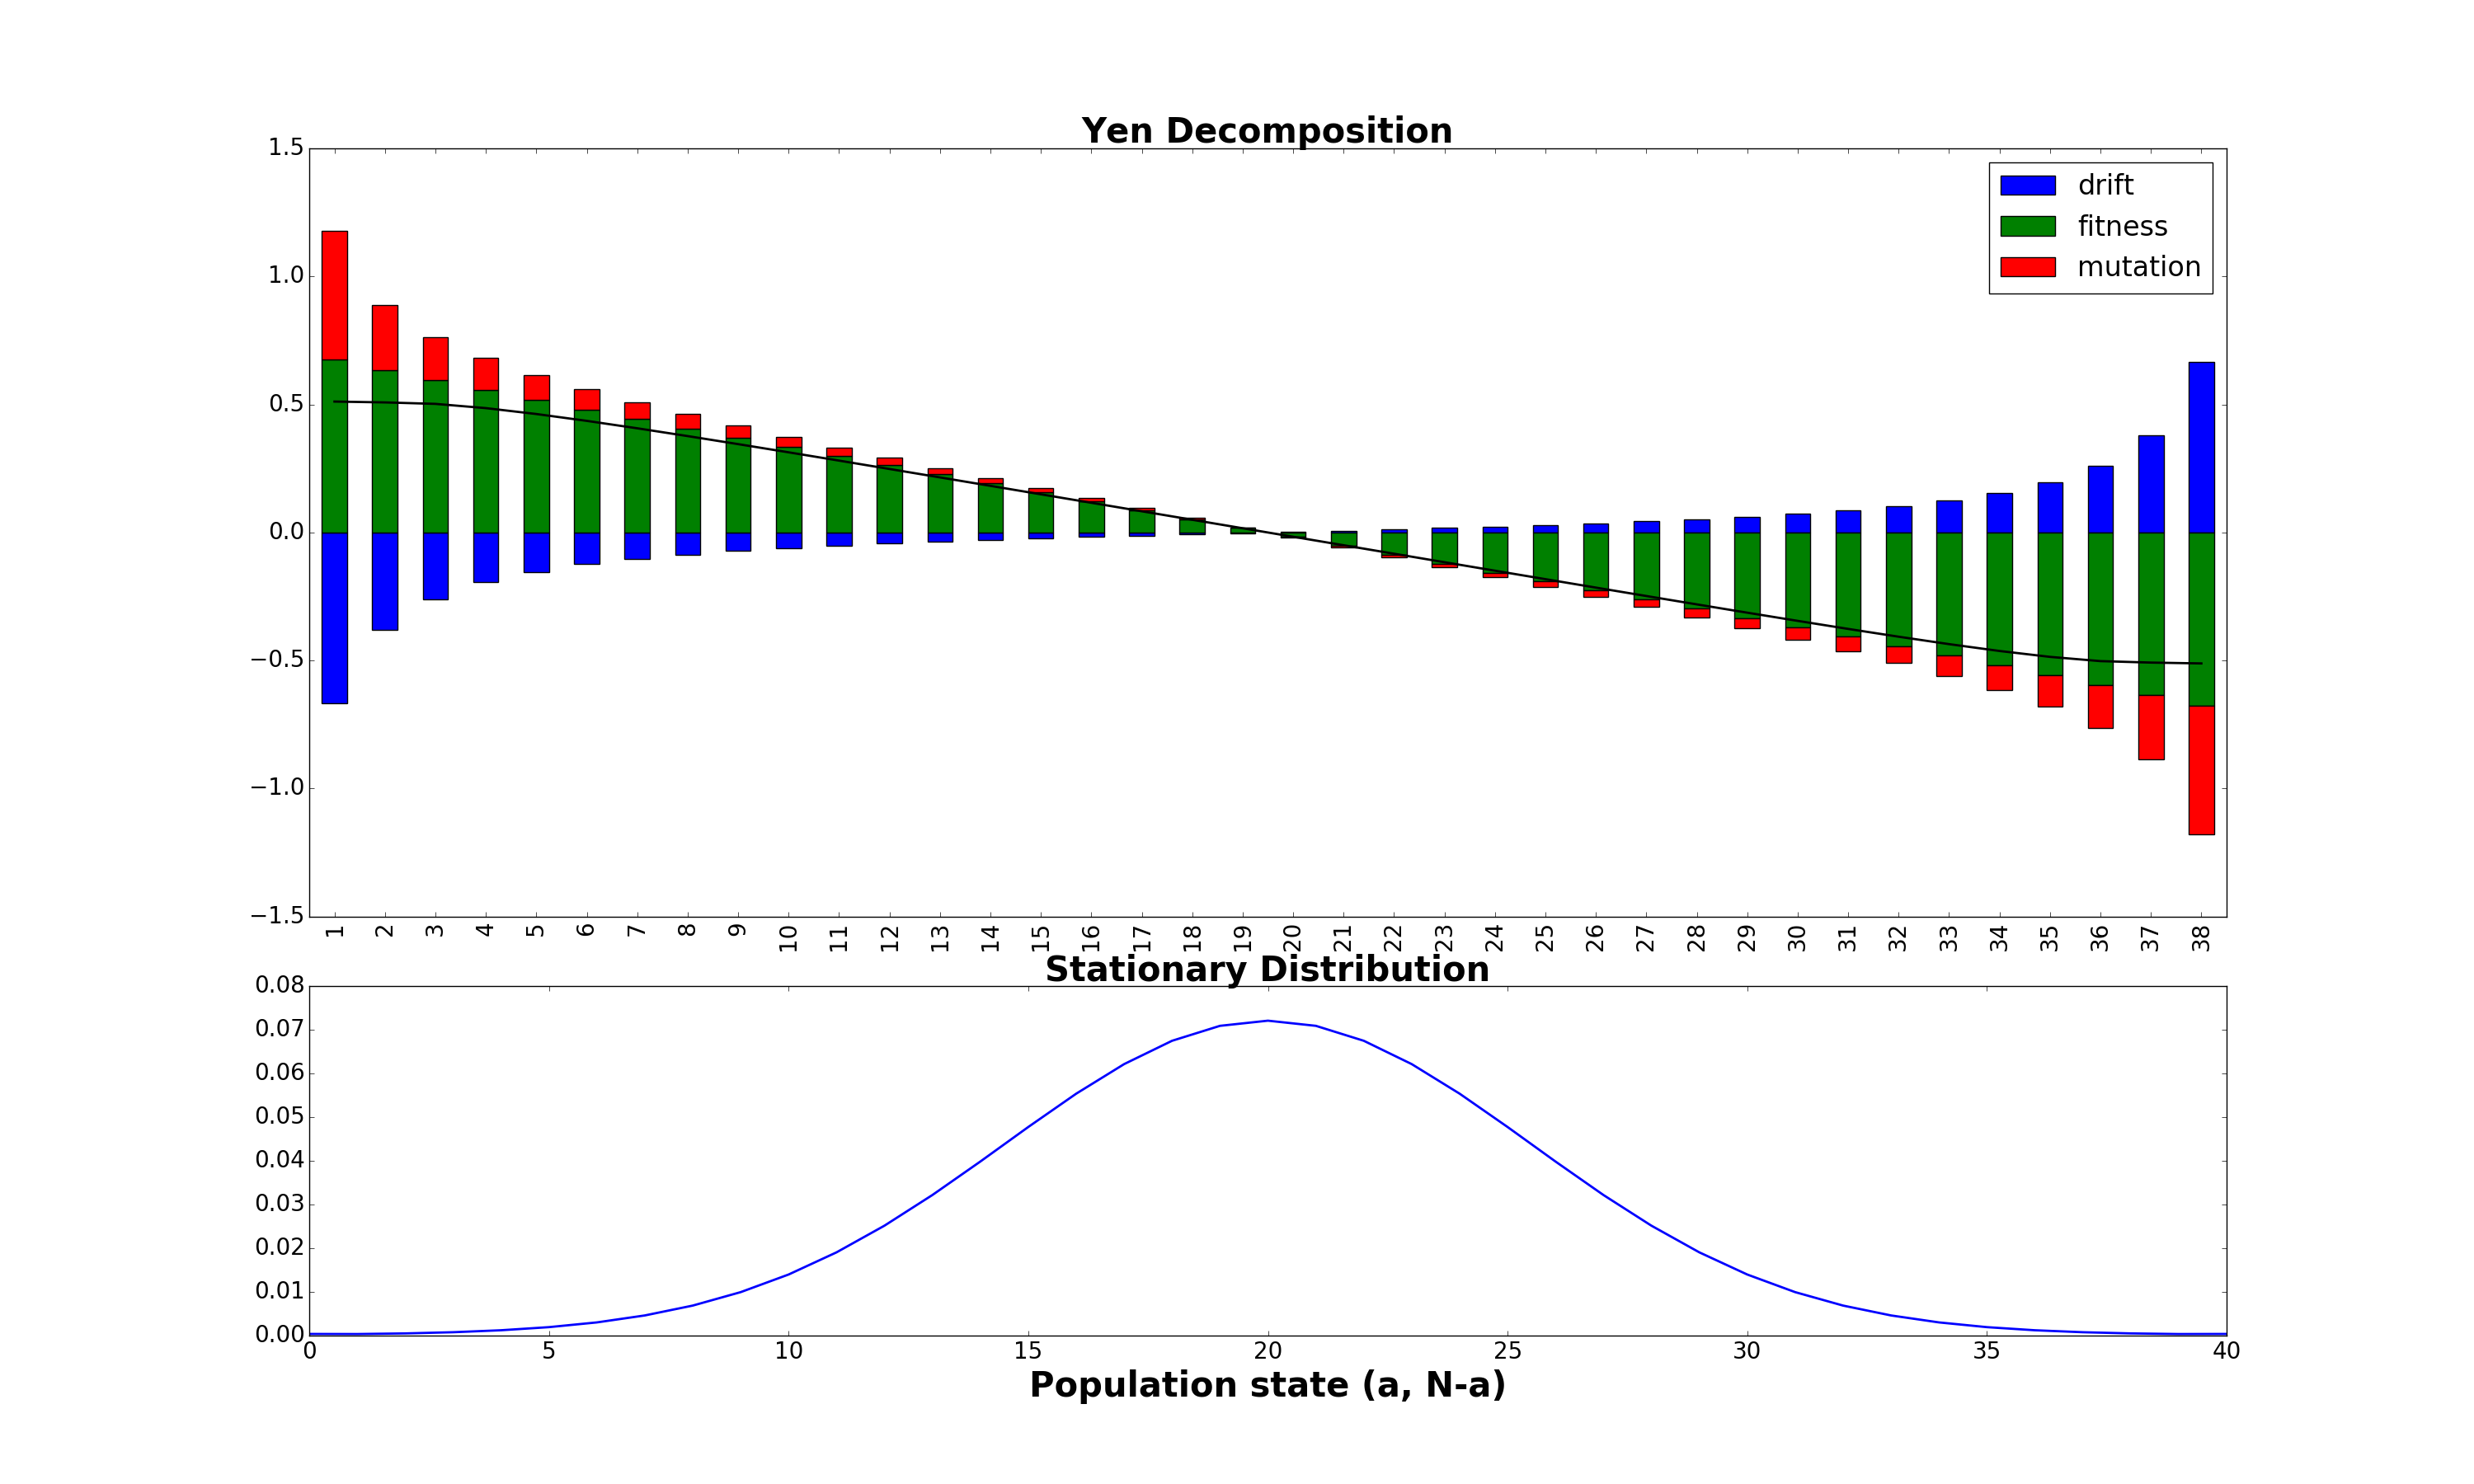 Yen Decomposition
1.5
1.0
0.5
0.0
−0.5
−1.0
−1.5
drift
fitness
mutation
1 2 3 4 5 6 7 8 9 10 11 12 13 14 15 16 17 18 19 20 21 22 23 24 25 26 27 28 29 30 31 32 33 34 35 36 37 38
Stationary Distribution
0.08
0.07
0.06
0.05
0.04
0.03
0.02
0.01
0.00
0 5 10 15 20 25 30 35 40
Population state (a, N-a)